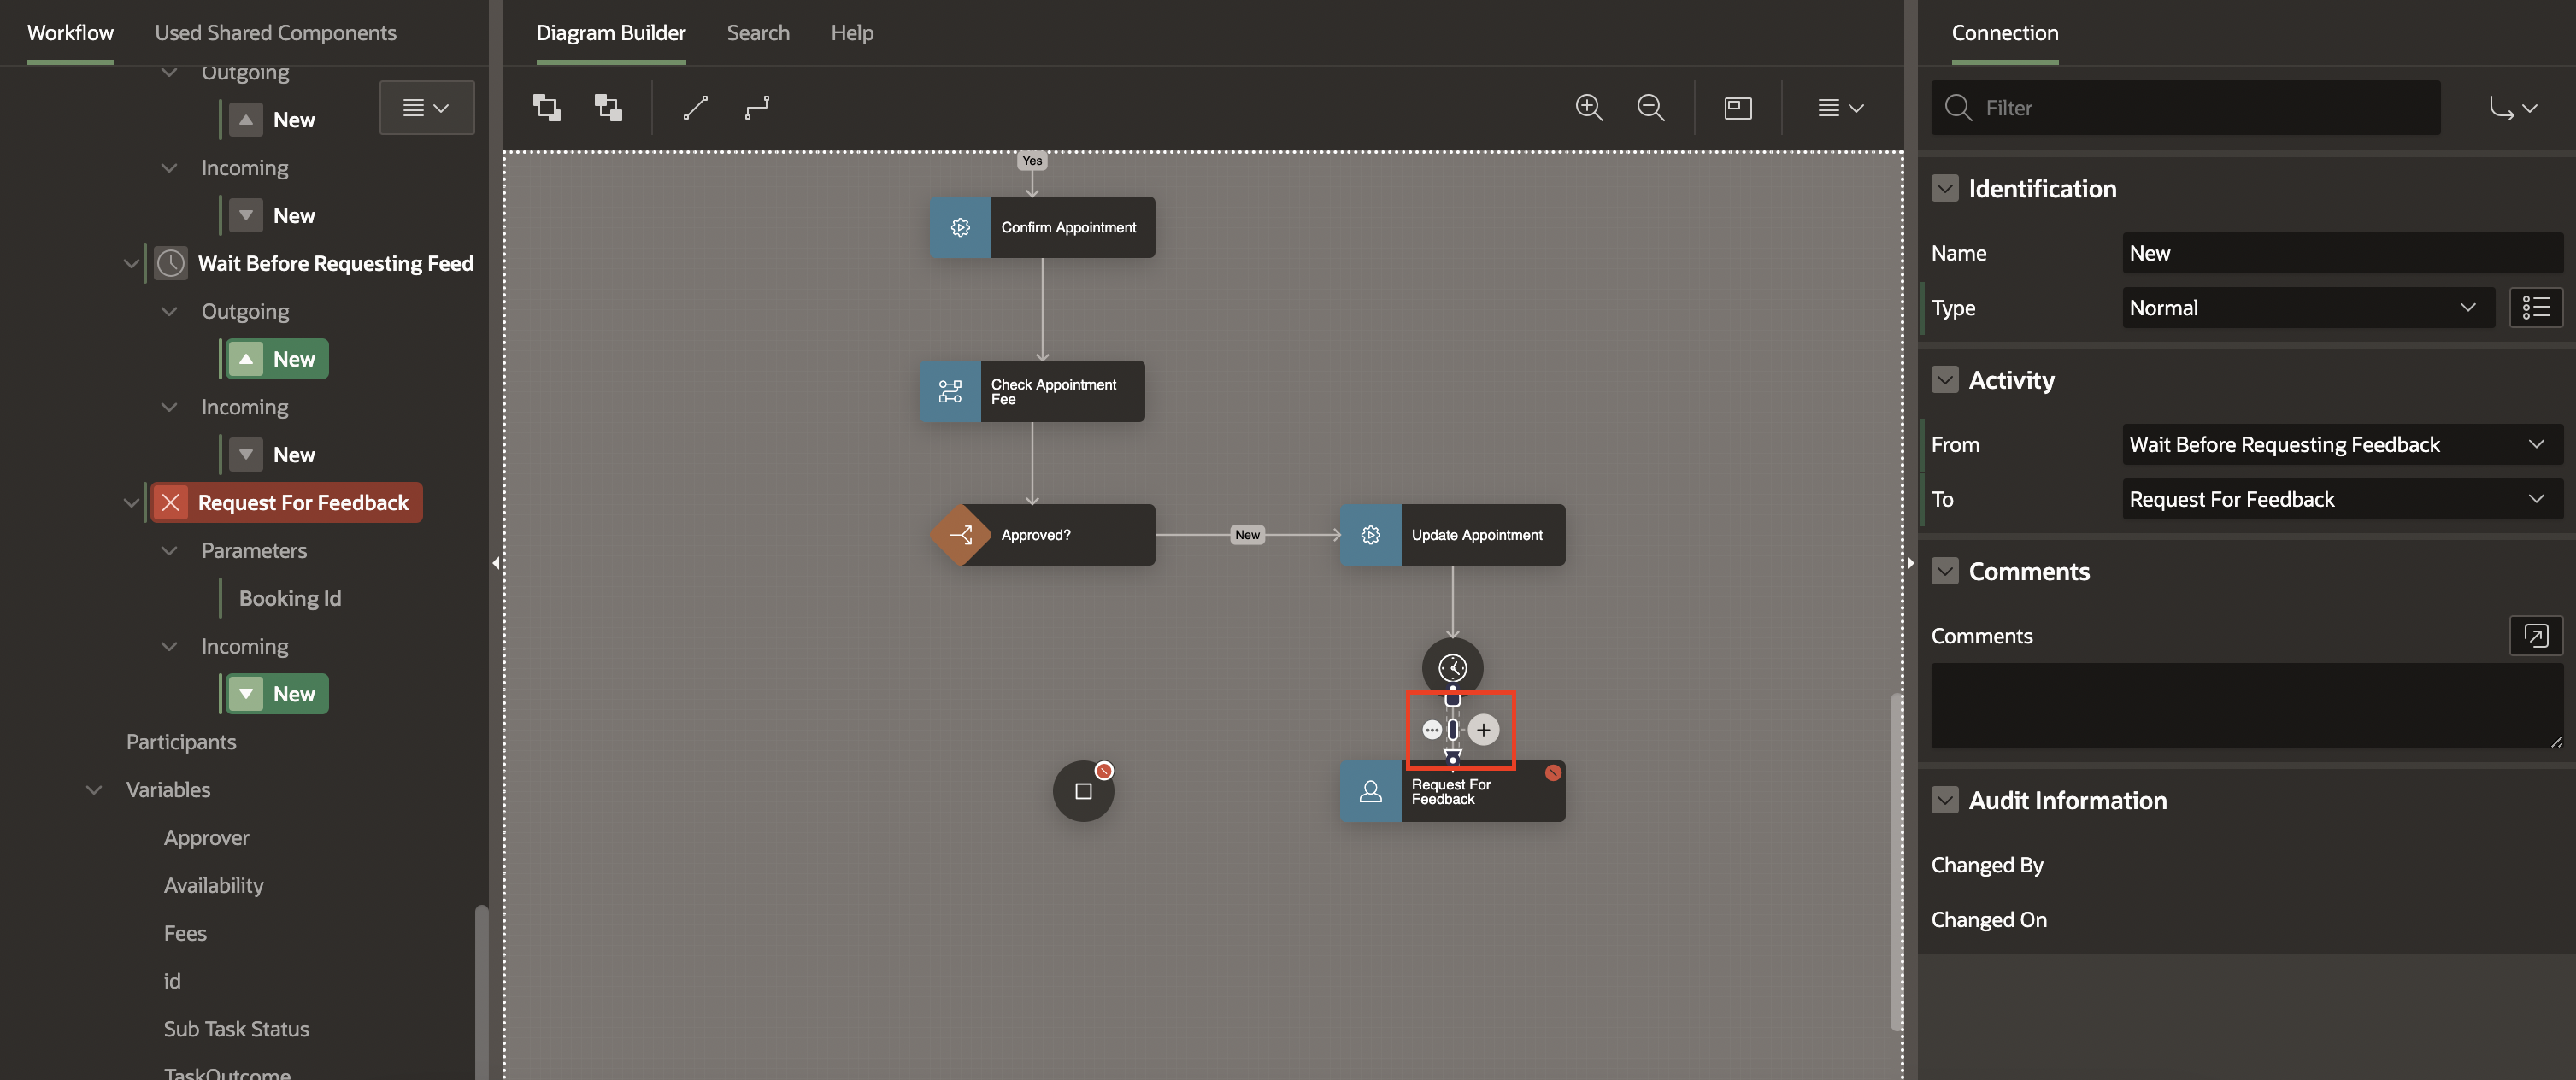 Workflow
Used Shared Components
Outgoing
New
Incoming
New
Wait Before Requesting Feed
Outgoing
New
Incoming
New
Request For Feedback
Parameters
Booking Id
Incoming
New
Participants
Variables
Approver
Availability
Fees
id
Sub Task Status
TaskOutcome
Diagram Builder
Search
Help
Yes
Confirm Appointment
Check Appointment
Fee
Approved?
New
Update Appointment
Request For
Feedback
Connection
Filter
Identification
Name
New
Type
Normal
Activity
From
Wait Before Requesting Feedback
To
Request For Feedback
Comments
Comments
Audit Information
Changed By
Changed On